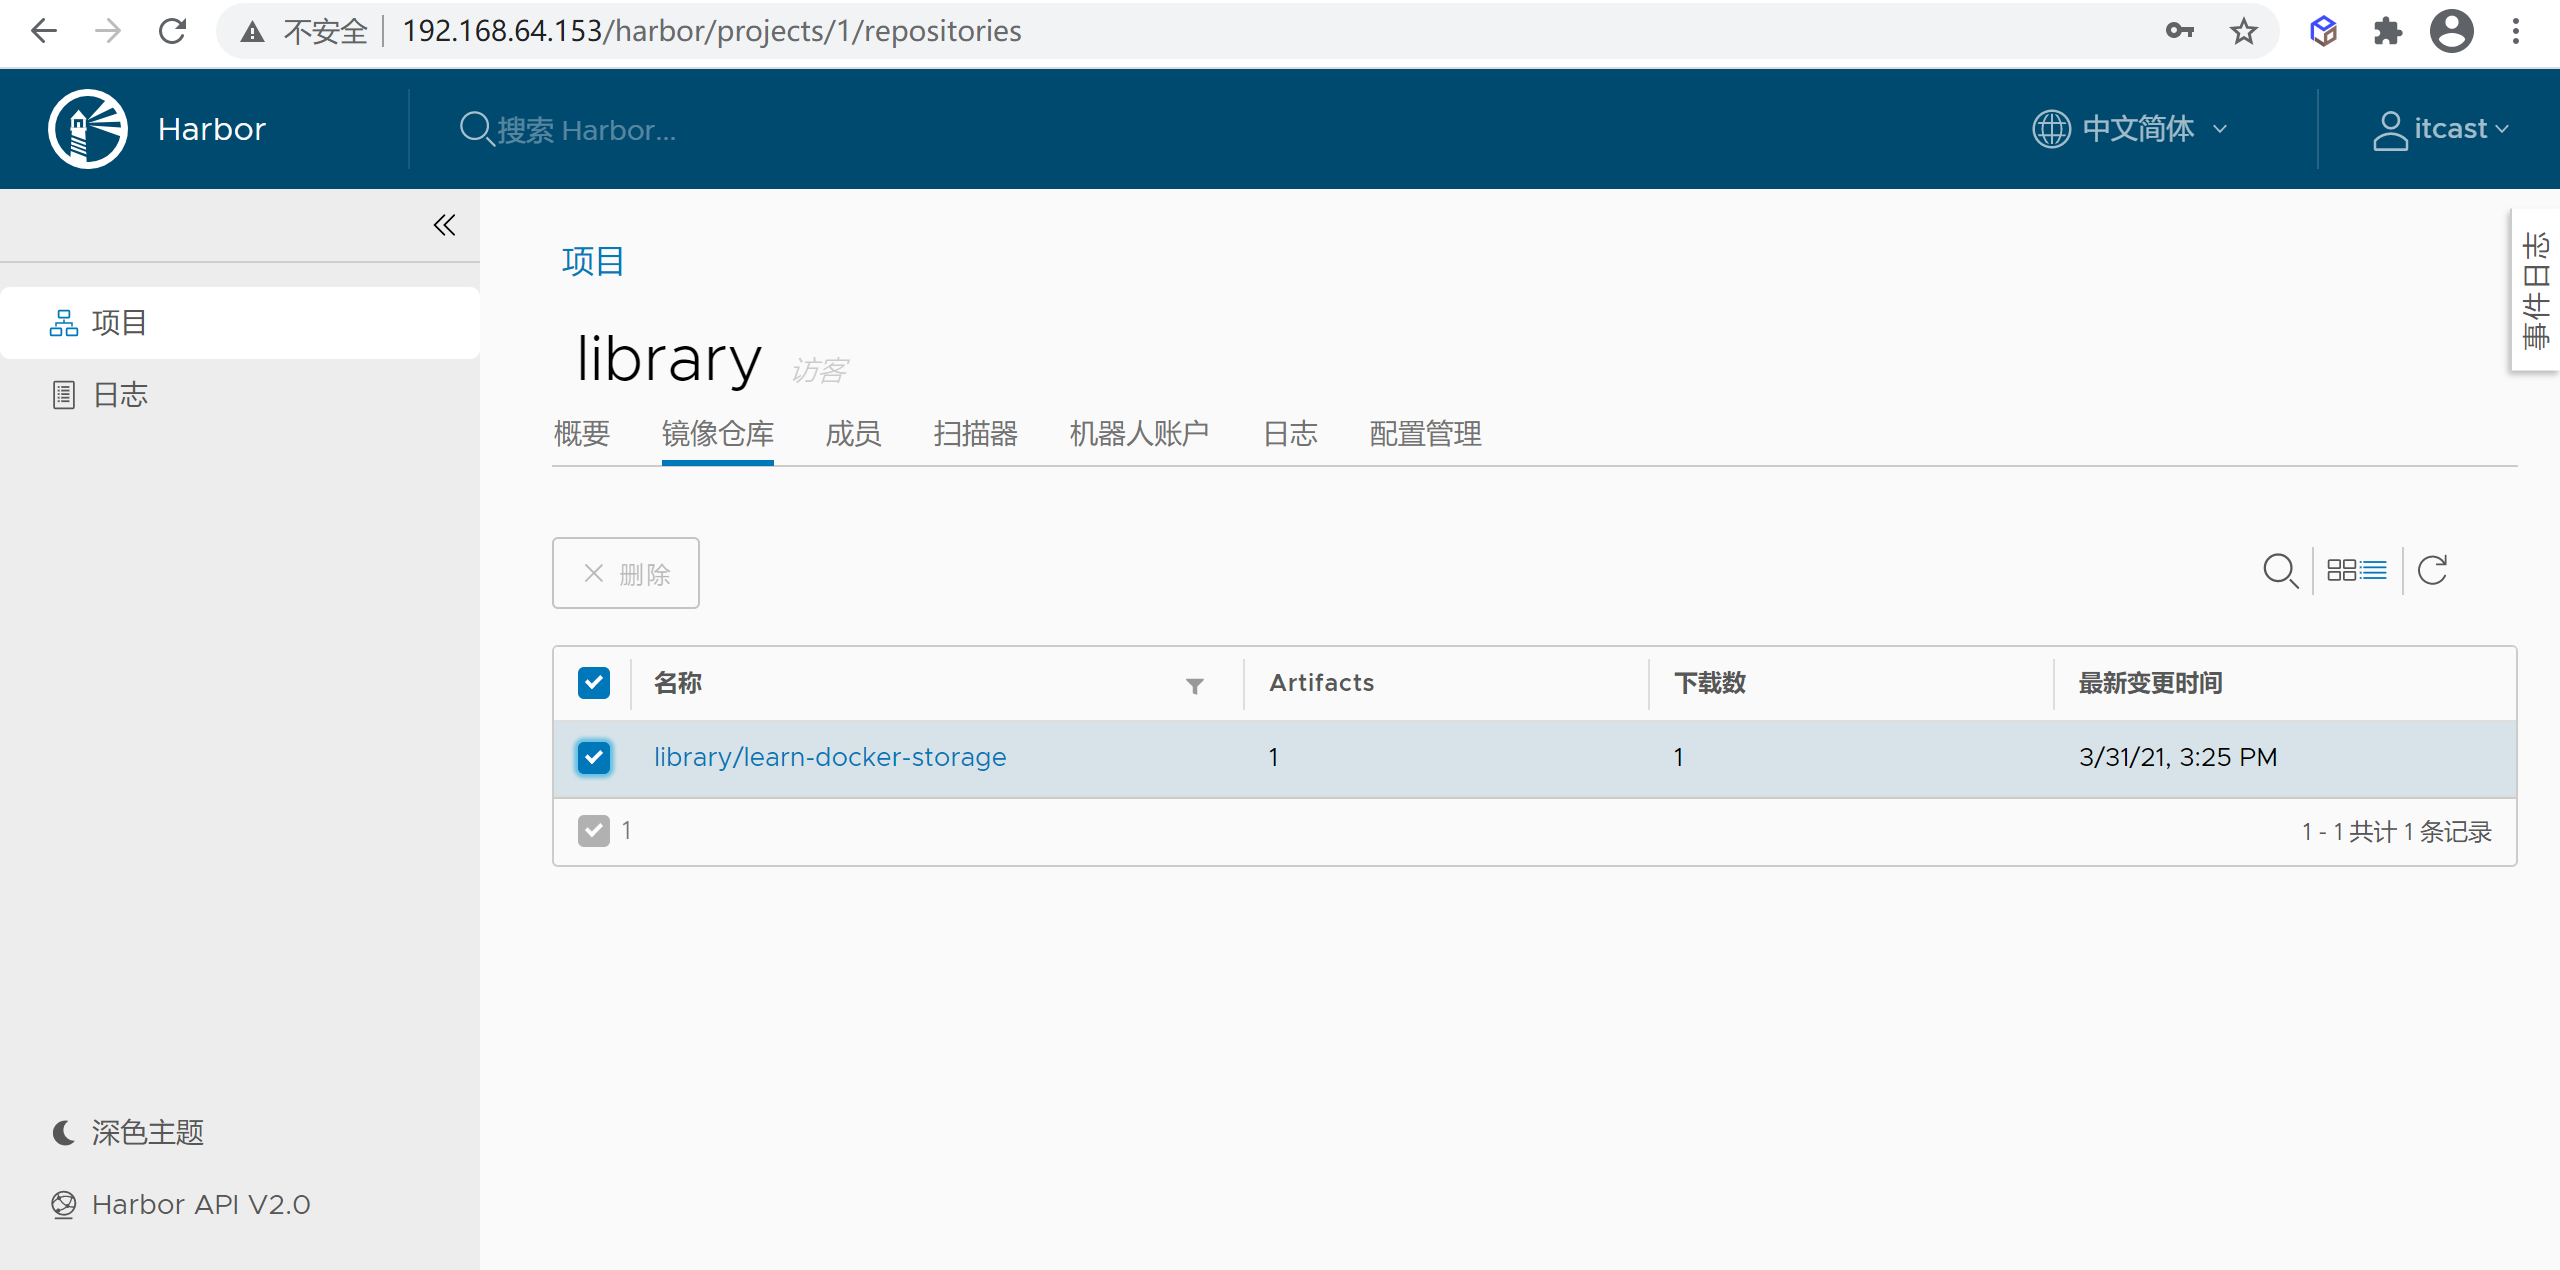 不安全 192.168.64.153/harbor/projects/1/repositories
Harbor 搜索 Harbor... 中文简体 itcast
项目
日志
深色主题
Harbor API V2.0
项目
library 访客
概要 镜像仓库 成员 扫描器 机器人账户 日志 配置管理
删除
名称 Artifacts 下载数 最新变更时间
library/learn-docker-storage 1 1 3/31/21, 3:25 PM
1 1 - 1 共计 1 条记录
事件日志